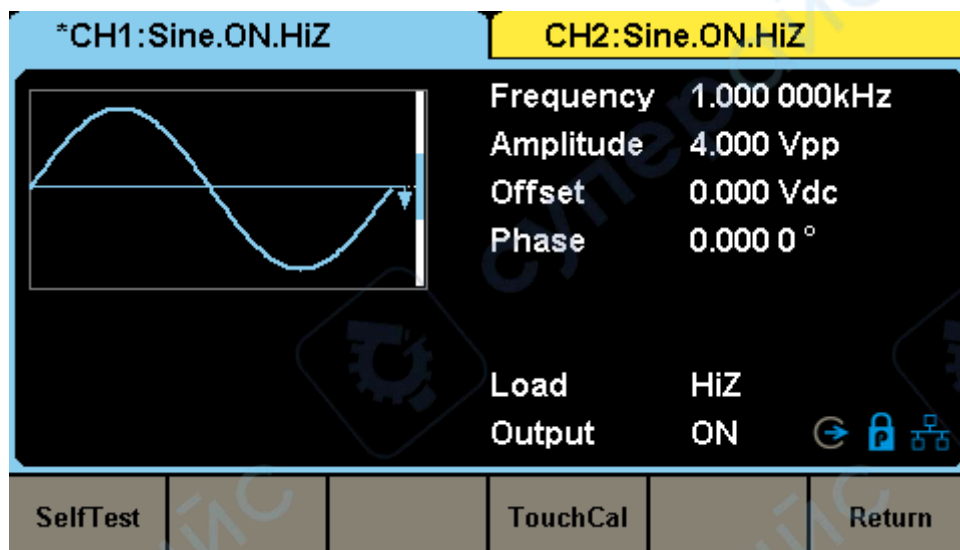 *CH1:Sine.ON.HiZ
CH2:Sine.ON.HiZ
Frequency 1.000 000kHz
Amplitude 4.000 Vpp
Offset 0.000 Vdc
Phase 0.000 0 °
Load HiZ
Output ON
P
SelfTest TouchCal Return
суперайс